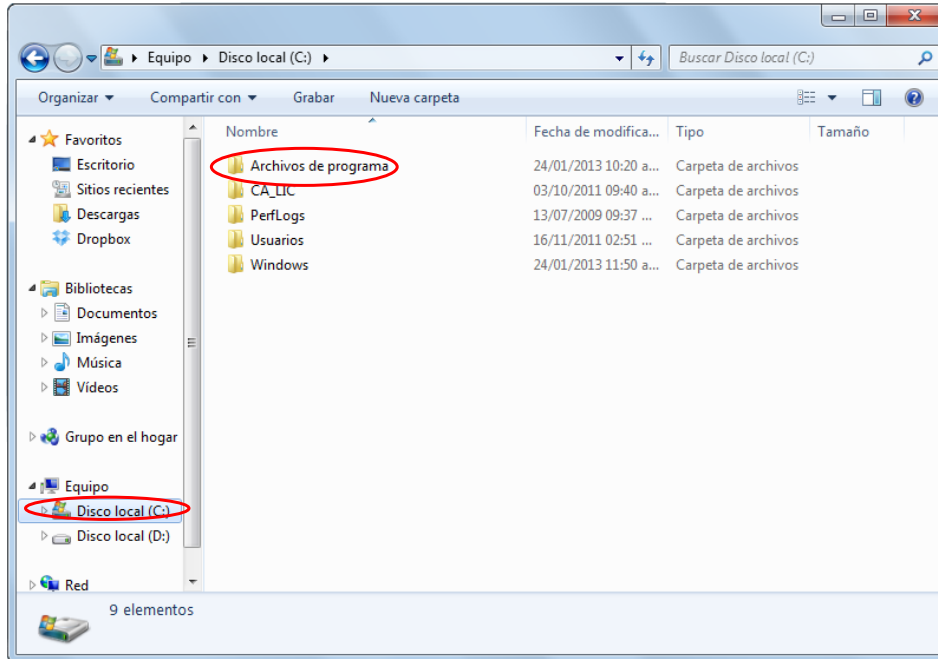 Equipo Disco local (C:) Buscar Disco local (C:)
Organizar Compartir con Grabar Nueva carpeta
Favoritos
Escritorio
Sitios recientes
Descargas
Dropbox
Bibliotecas
Documentos
Imágenes
Música
Vídeos
Grupo en el hogar
Equipo
Disco local (C:)
Disco local (D:)
Red
Nombre Fecha de modifica... Tipo Tamaño
Archivos de programa 24/01/2013 10:20 a... Carpeta de archivos
CA_LIC 03/10/2011 09:40 a... Carpeta de archivos
PerfLogs 13/07/2009 09:37 ... Carpeta de archivos
Usuarios 16/11/2011 02:51 ... Carpeta de archivos
Windows 24/01/2013 11:50 a... Carpeta de archivos
9 elementos